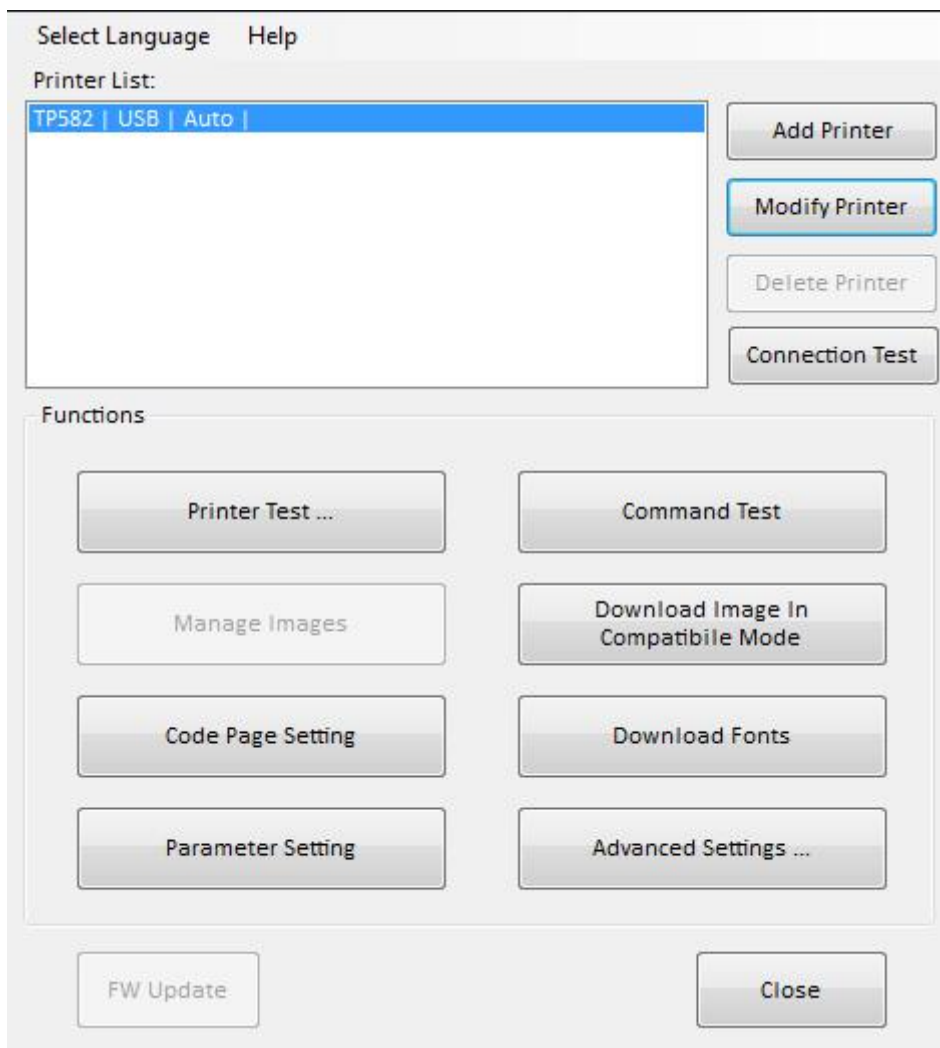 Select Language Help
Printer List:
TP582 | USB | Auto |
Add Printer
Modify Printer
Delete Printer
Connection Test
Functions
Printer Test ...
Command Test
Manage Images
Download Image In
Compatibile Mode
Code Page Setting
Download Fonts
Parameter Setting
Advanced Settings ...
FW Update
Close